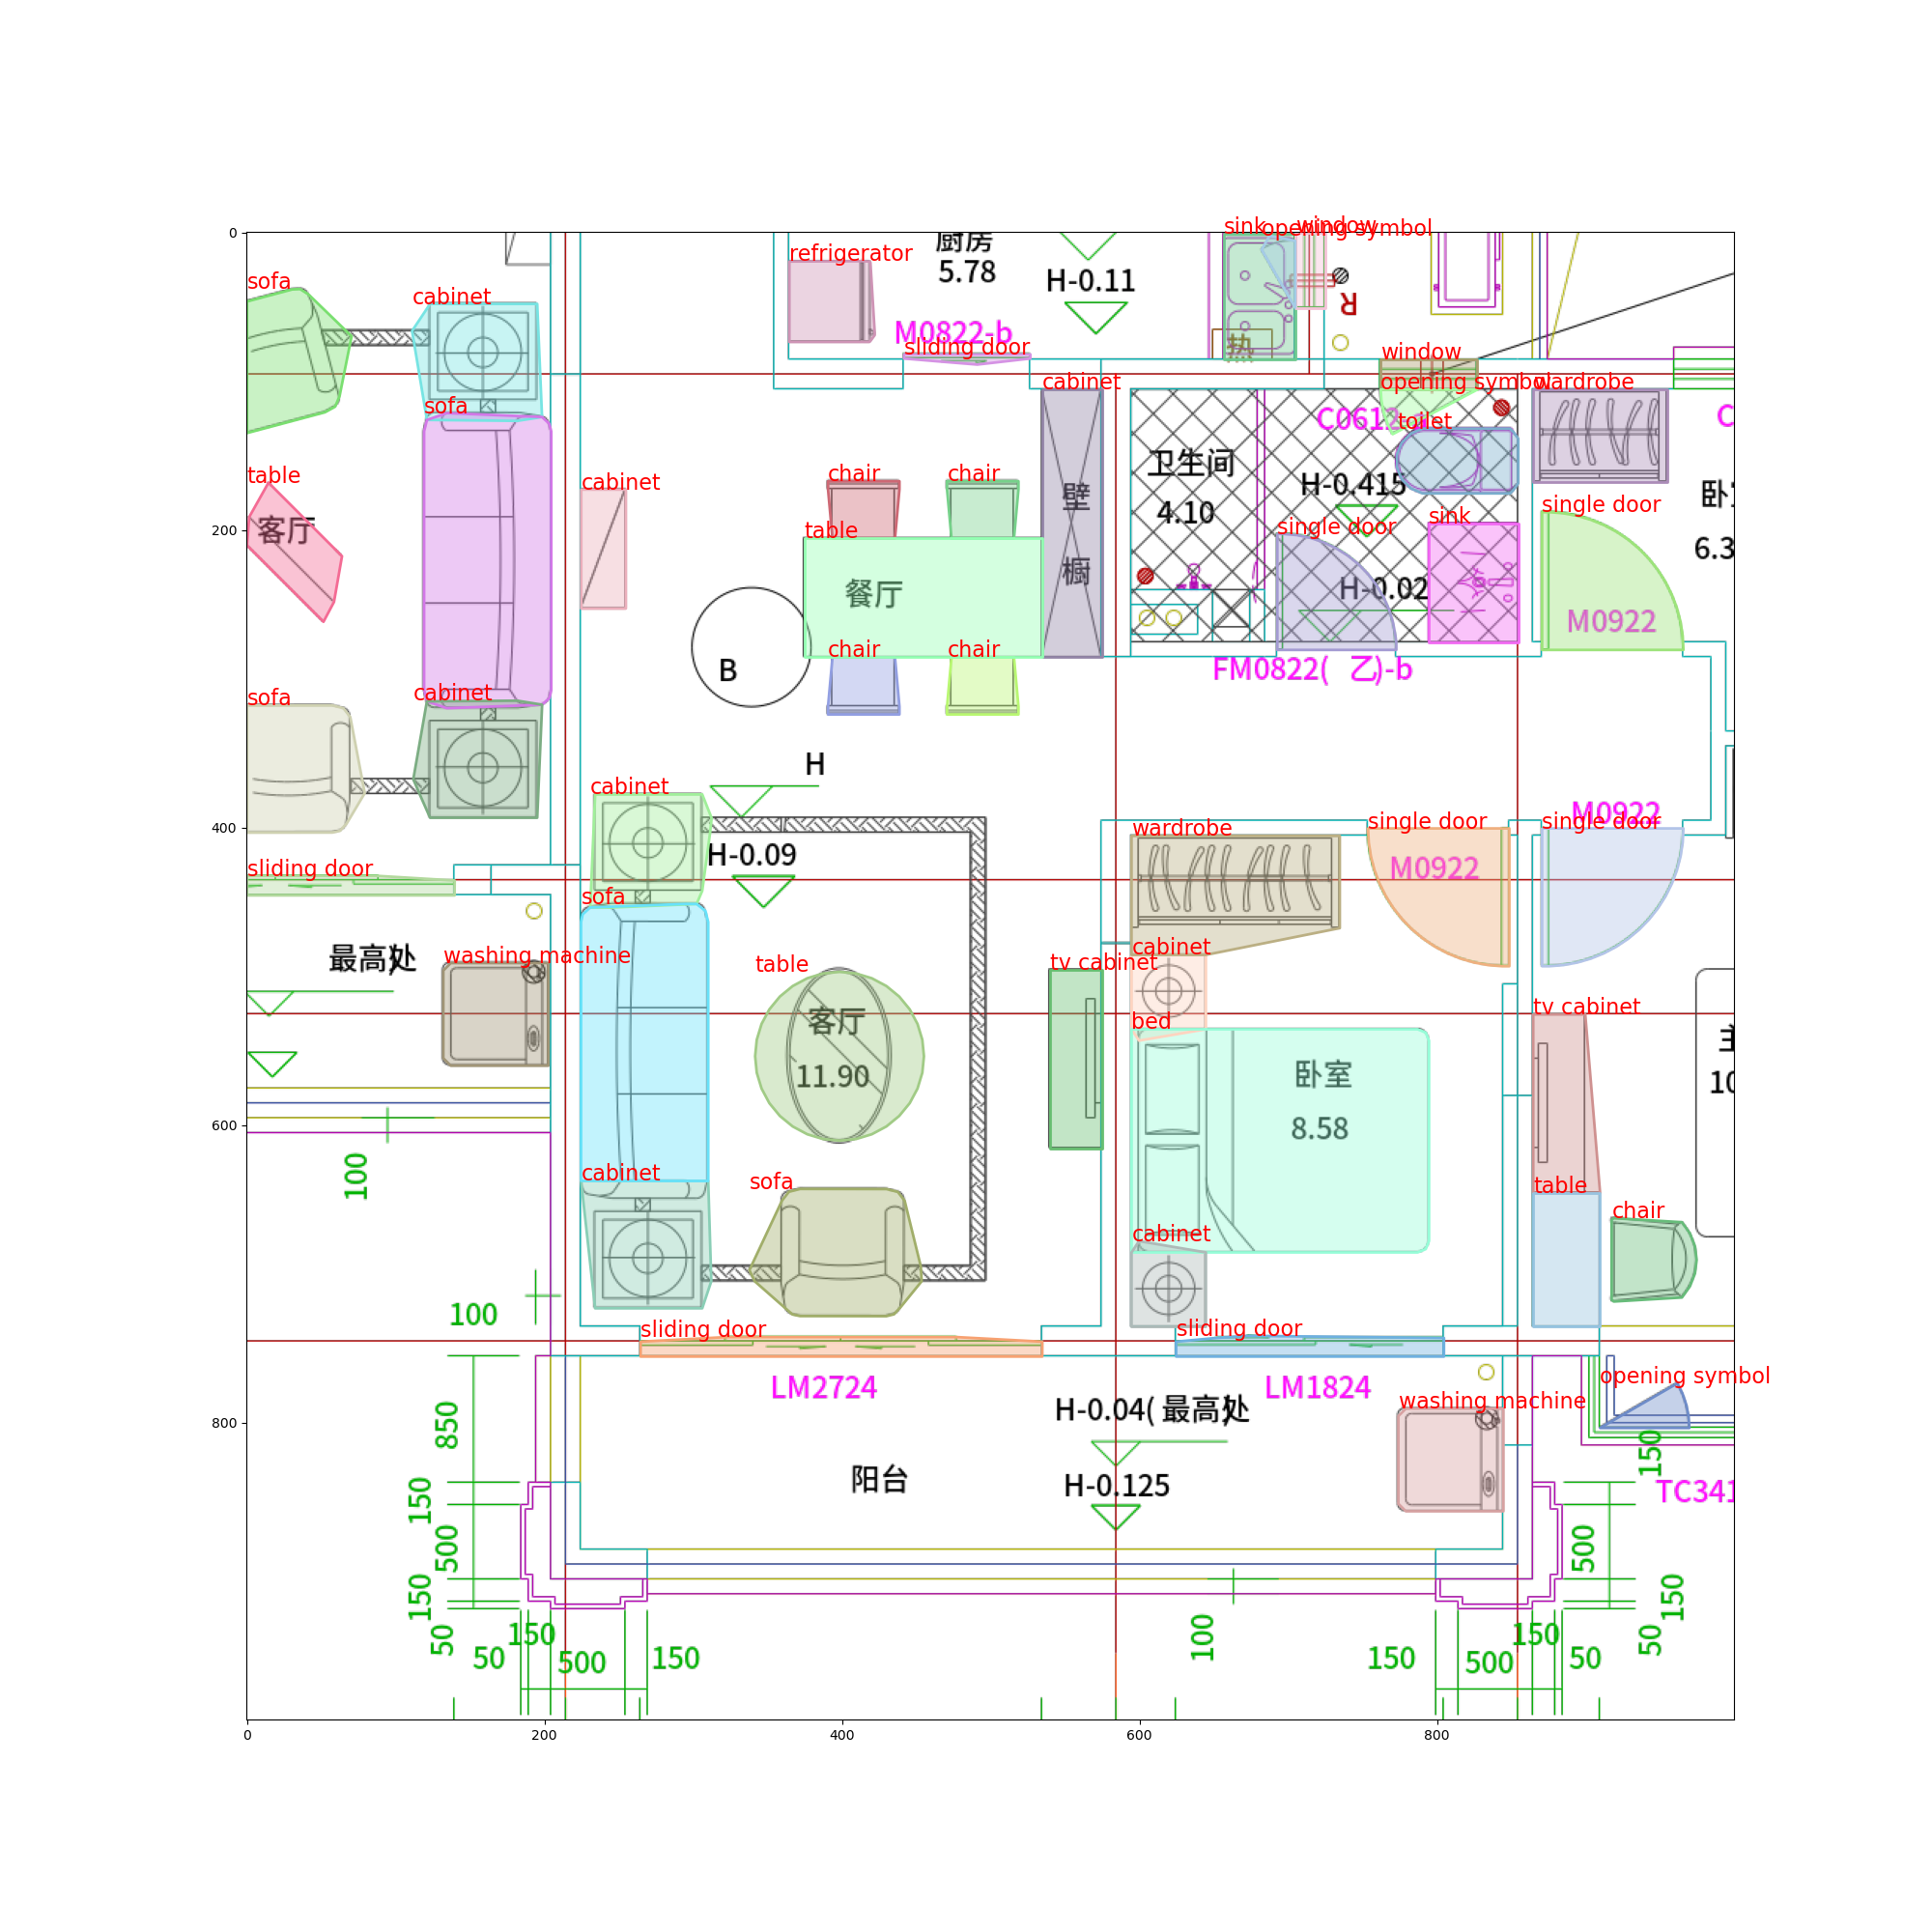 sink
opening symbol
window
厨房
5.78
H-0.11
refrigerator
M0822-b
sliding door
R
热
sofa
cabinet
window
opening symbol
wardrobe
cabinet
C0612
toilet
C
sofa
table
客厅
cabinet
chair
chair
table
壁
橱
餐厅
卫生间
4.10
H-0.415
single door
sink
single door
6.3
H-0.02
M0922
FM0822( 乙)-b
B
chair
chair
sofa
cabinet
H
cabinet
H-0.09
M0922
wardrobe
single door
single door
M0922
sliding door
sofa
最高处
washing machine
table
tv cabinet
cabinet
bed
tv cabinet
客厅
11.90
卧室
8.58
主
10
100
cabinet
sofa
table
chair
cabinet
100
sliding door
sliding door
LM2724
LM1824
opening symbol
washing machine
H-0.04( 最高处
H-0.125
阳台
TC341
850
150
500
150
50
150
50
500
150
100
150
500
150
50
150
500
150
50
0
200
400
600
800
0
200
400
600
800